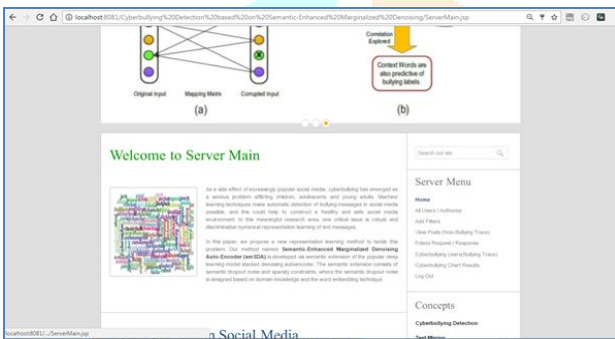 localhost:8081/Cyberbullying%20Detection%20based%20on%20Semantic-Enhanced%20Marginalized%20Denoising/ServerMain.jsp
Original Input
Mapping Matrix
Corrupted Input
(a)
Correlation
Explored
Context Words are
also predictive of
bullying labels.
(b)
Welcome to Server Main
As a side effect of increasingly popular social media, cyberbullying has emerged as
a serious problem afflicting children, adolescents and young adults. Machine
learning techniques make automatic detection of bullying messages in social media
possible, and this could help to construct a healthy and safe social media
environment. In this meaningful research area, one critical issue is robust and
discriminative numerical representation learning of text messages.
In this paper, we propose a new representation learning method to tackle this
problem. Our method named Semantic-Enhanced Marginalized Denoising
Auto-Encoder (smSDA) is developed via semantic extension of the popular deep
learning model stacked denoising autoencoder. The semantic extension consists of
semantic dropout noise and sparsity constraints, where the semantic dropout noise
is designed based on domain knowledge and the word embedding technique.
Search our site
Server Menu
Home
All Users / Authorize
Add Filters
View Posts (Non-Bullying Trace)
Friend Request / Response
Cyberbullying Users(Bullying Trace)
Cyberbullying Chart Results
Log Out
Concepts
Cyberbullying Detection
Text Mining
n Social Media
localhost:8081/.../ServerMain.jsp